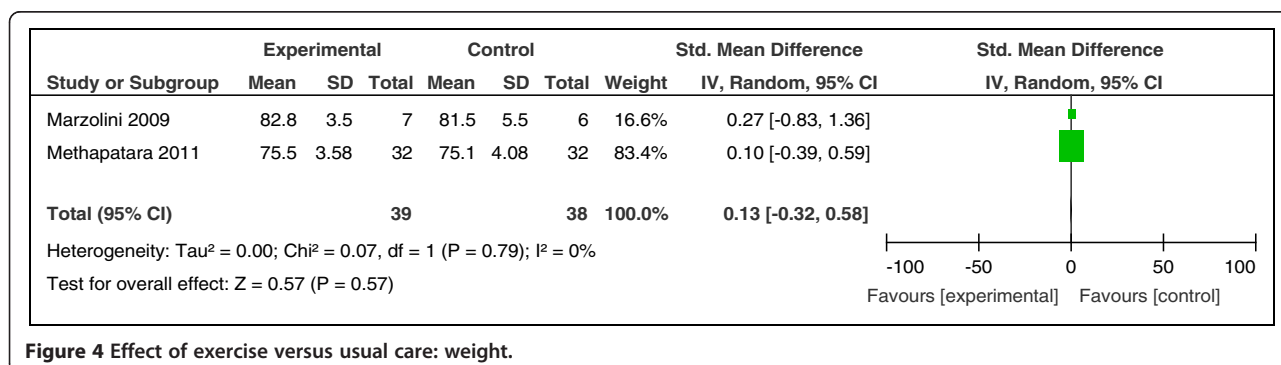 Experimental Control Std. Mean Difference Std. Mean Difference
Study or Subgroup Mean SD Total Mean SD Total Weight IV, Random, 95% CI IV, Random, 95% CI
Marzolini 2009 82.8 3.5 7 81.5 5.5 6 16.6% 0.27 [-0.83, 1.36]
Methapatara 2011 75.5 3.58 32 75.1 4.08 32 83.4% 0.10 [-0.39, 0.59]
Total (95% CI) 39 38 100.0% 0.13 [-0.32, 0.58]
Heterogeneity: Tau² = 0.00; Chi² = 0.07, df = 1 (P = 0.79); I² = 0%
Test for overall effect: Z = 0.57 (P = 0.57)
-100 -50 0 50 100
Favours [experimental] Favours [control]
Figure 4 Effect of exercise versus usual care: weight.